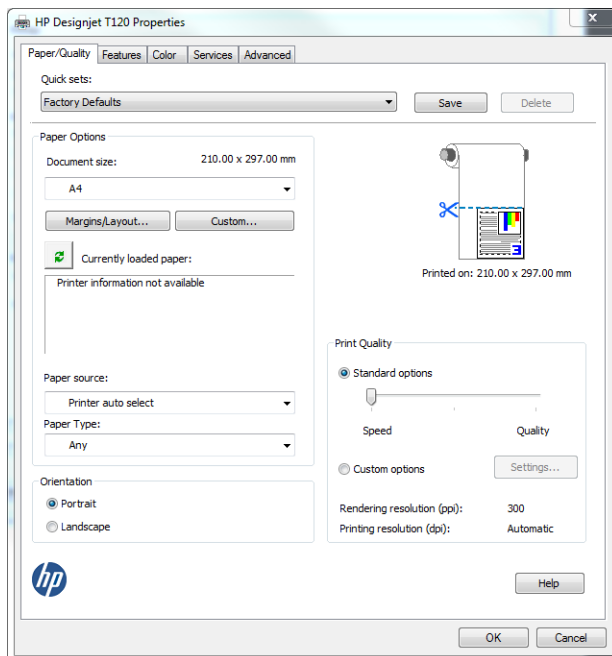 HP Designjet T120 Properties
x
Paper/Quality Features Color Services Advanced
Quick sets:
Factory Defaults Save Delete
Paper Options
Document size: 210.00 x 297.00 mm
A4
Margins/Layout... Custom...
Currently loaded paper:
Printer information not available
Printed on: 210.00 x 297.00 mm
Paper source:
Printer auto select
Paper Type:
Any
Orientation
Portrait
Landscape
Print Quality
Standard options
Speed Quality
Custom options Settings...
Rendering resolution (ppi): 300
Printing resolution (dpi): Automatic
hp
Help
OK Cancel